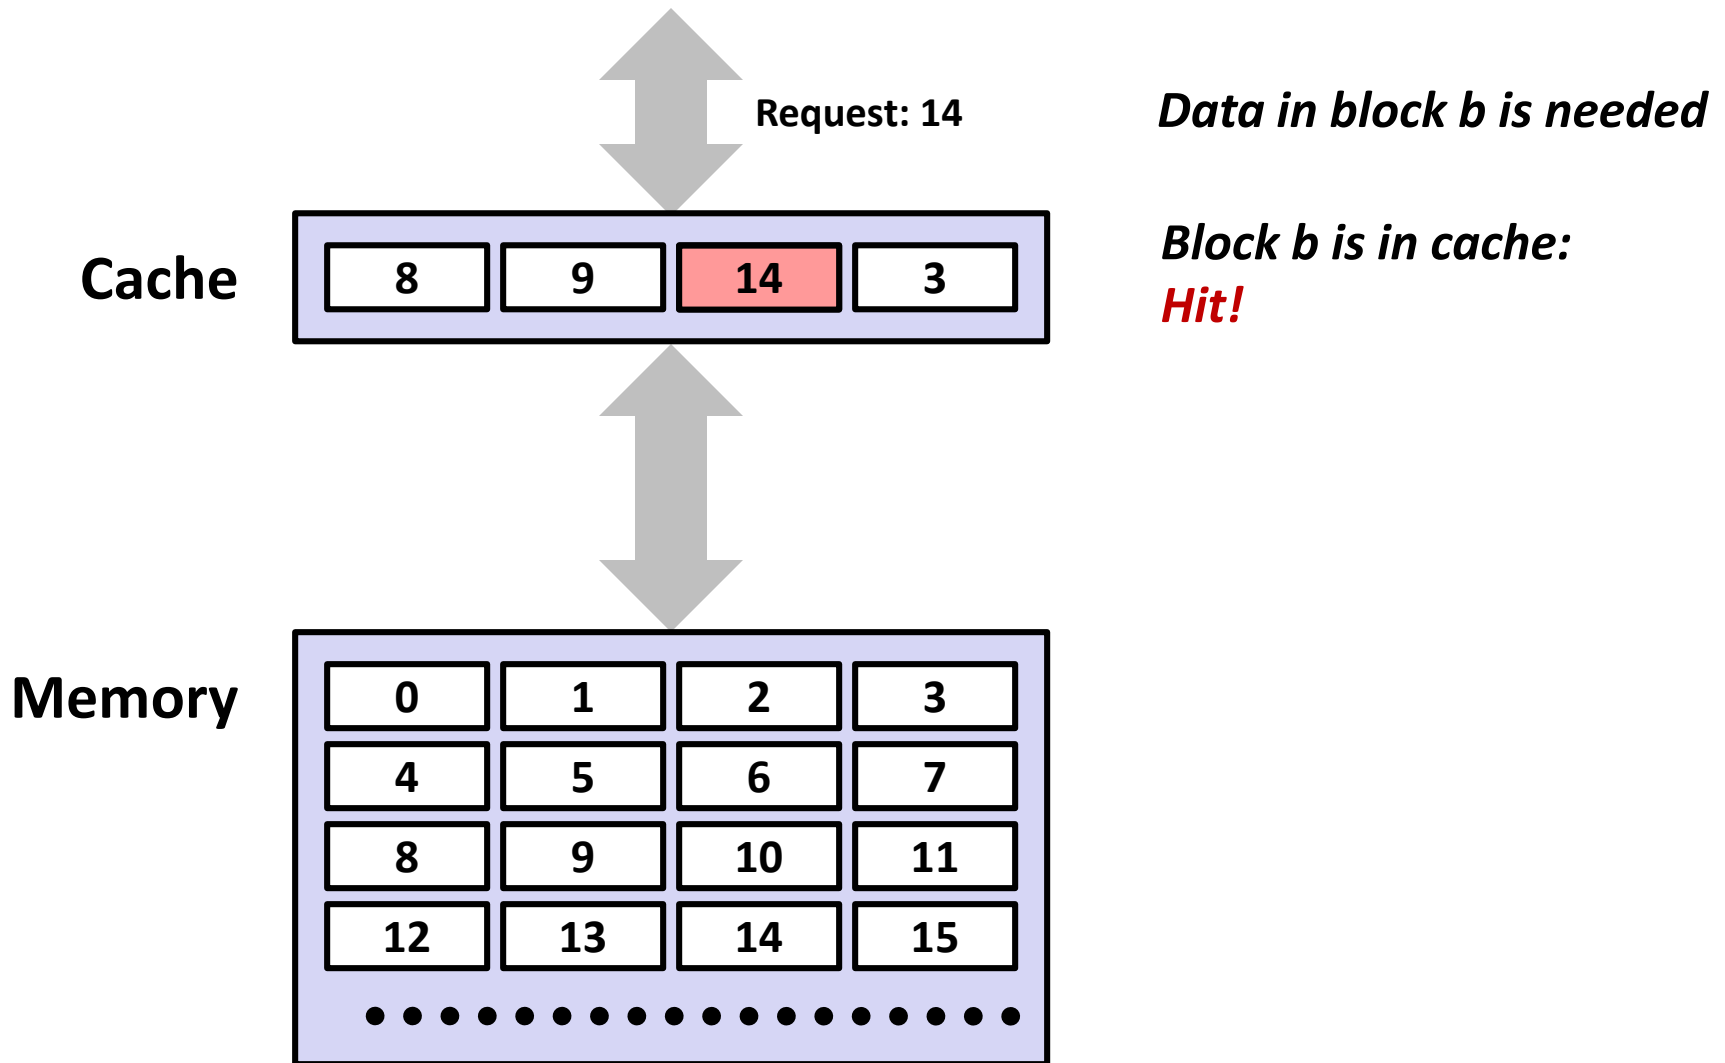 Request: 14
Data in block b is needed
Cache
8 9 14 3
Block b is in cache:
Hit!
Memory
0 1 2 3
4 5 6 7
8 9 10 11
12 13 14 15